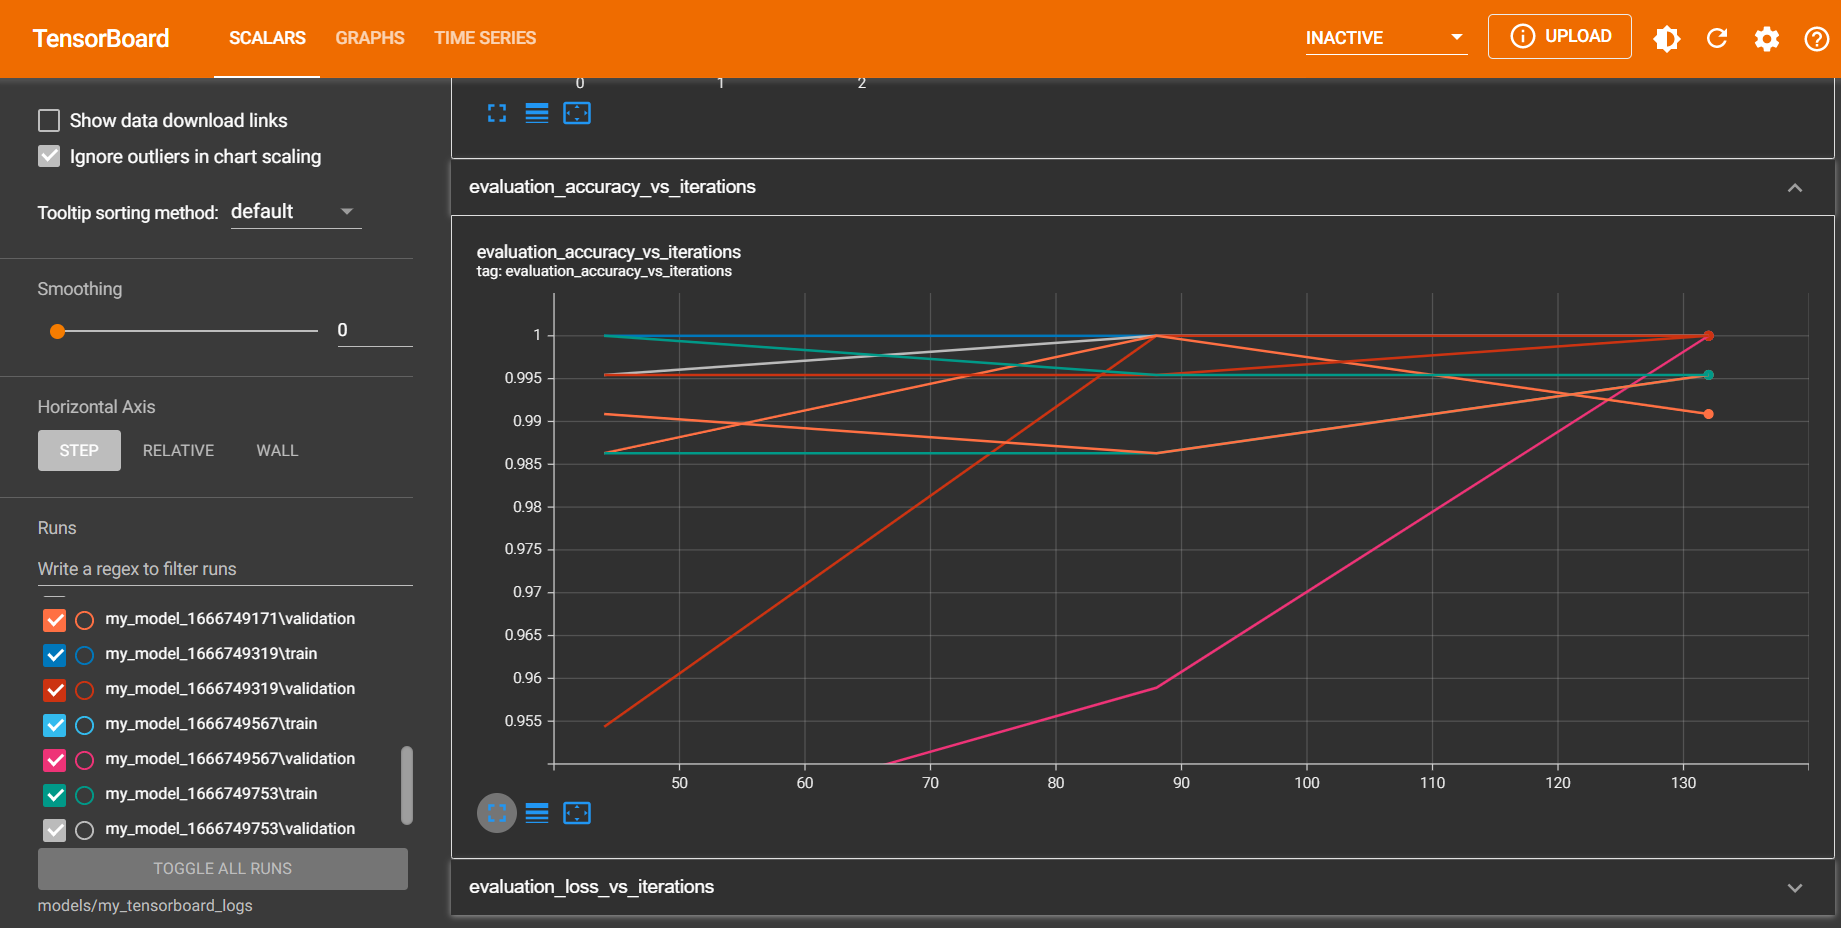 TensorBoard SCALARS GRAPHS TIME SERIES INACTIVE UPLOAD
Show data download links
Ignore outliers in chart scaling
Tooltip sorting method: default
Smoothing
0
Horizontal Axis
STEP RELATIVE WALL
Runs
Write a regex to filter runs
my_model_1666749171\validation
my_model_1666749319\train
my_model_1666749319\validation
my_model_1666749567\train
my_model_1666749567\validation
my_model_1666749753\train
my_model_1666749753\validation
TOGGLE ALL RUNS
models/my_tensorboard_logs
0 1 2
evaluation_accuracy_vs_iterations
evaluation_accuracy_vs_iterations
tag: evaluation_accuracy_vs_iterations
1
0.995
0.99
0.985
0.98
0.975
0.97
0.965
0.96
0.955
50 60 70 80 90 100 110 120 130
evaluation_loss_vs_iterations